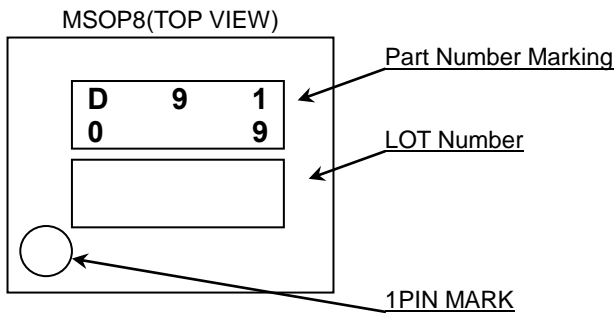 MSOP8(TOP VIEW)
Part Number Marking
D 9 1
0 9
LOT Number
1PIN MARK